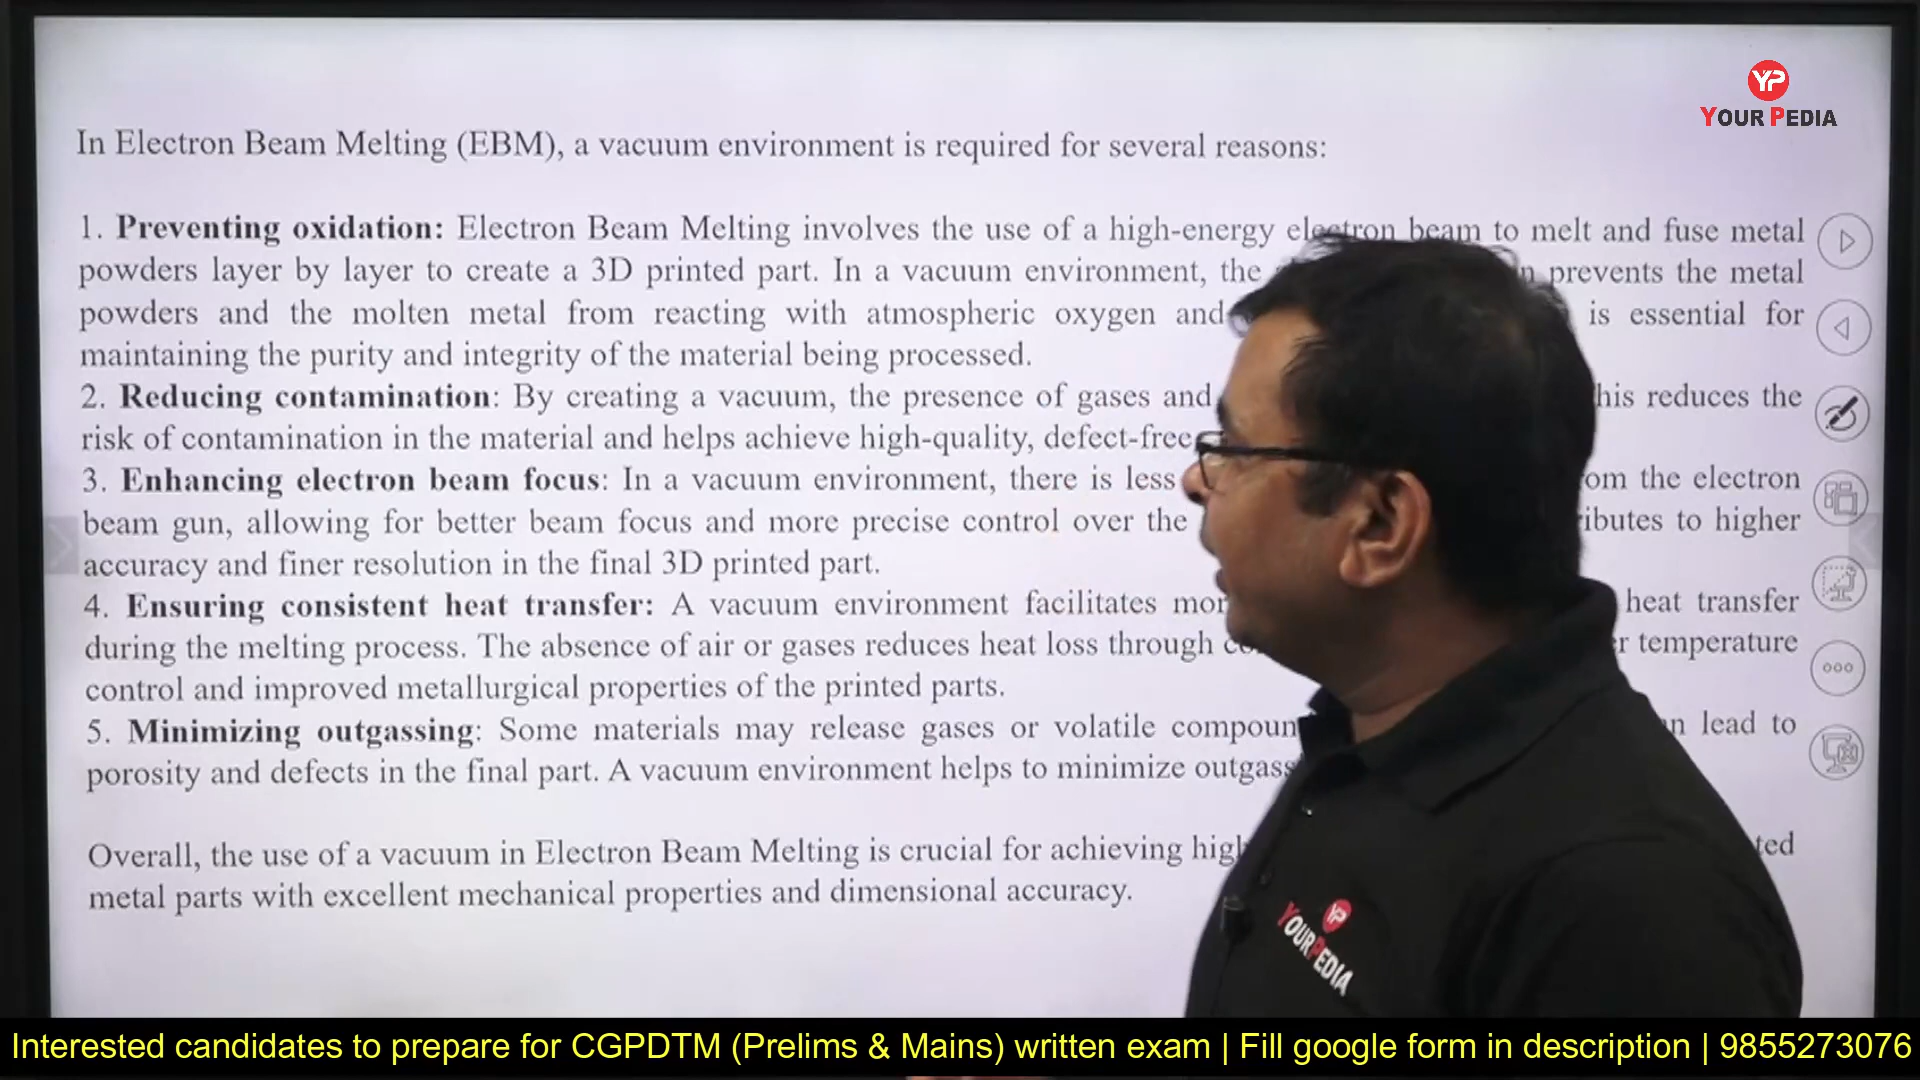 YP
YOUR PEDIA
In Electron Beam Melting (EBM), a vacuum environment is required for several reasons:
1. Preventing oxidation: Electron Beam Melting involves the use of a high-energy electron beam to melt and fuse metal
powders layer by layer to create a 3D printed part. In a vacuum environment, the prevents the metal
powders and the molten metal from reacting with atmospheric oxygen and is essential for
maintaining the purity and integrity of the material being processed.
2. Reducing contamination: By creating a vacuum, the presence of gases and reduces the
risk of contamination in the material and helps achieve high-quality, defect-free
3. Enhancing electron beam focus: In a vacuum environment, there is less the electron
beam gun, allowing for better beam focus and more precise control over the to higher
accuracy and finer resolution in the final 3D printed part.
4. Ensuring consistent heat transfer: A vacuum environment facilitates heat transfer
during the melting process. The absence of air or gases reduces heat loss through temperature
control and improved metallurgical properties of the printed parts.
5. Minimizing outgassing: Some materials may release gases or volatile lead to
porosity and defects in the final part. A vacuum environment helps to minimize
Overall, the use of a vacuum in Electron Beam Melting is crucial for achieving
metal parts with excellent mechanical properties and dimensional accuracy.
YP
YOURPEDIA
Interested candidates to prepare for CGPDTM (Prelims & Mains) written exam | Fill google form in description | 9855273076